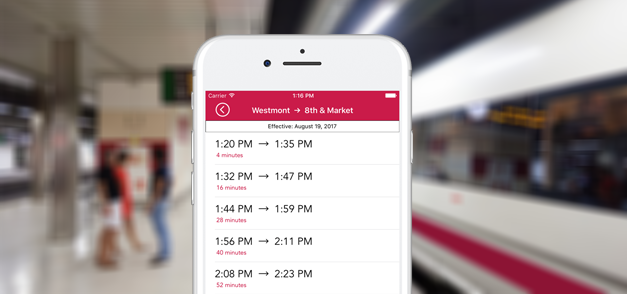 Carrier 1:16 PM
Westmont → 8th & Market
Effective: August 19, 2017
1:20 PM → 1:35 PM
4 minutes
1:32 PM → 1:47 PM
16 minutes
1:44 PM → 1:59 PM
28 minutes
1:56 PM → 2:11 PM
40 minutes
2:08 PM → 2:23 PM
52 minutes